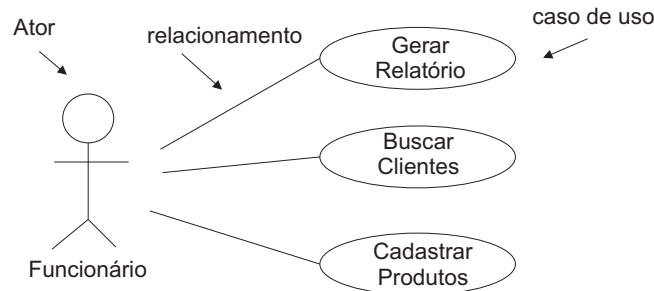 Ator
relacionamento
caso de uso
Gerar
Relatório
Buscar
Clientes
Cadastrar
Produtos
Funcionário